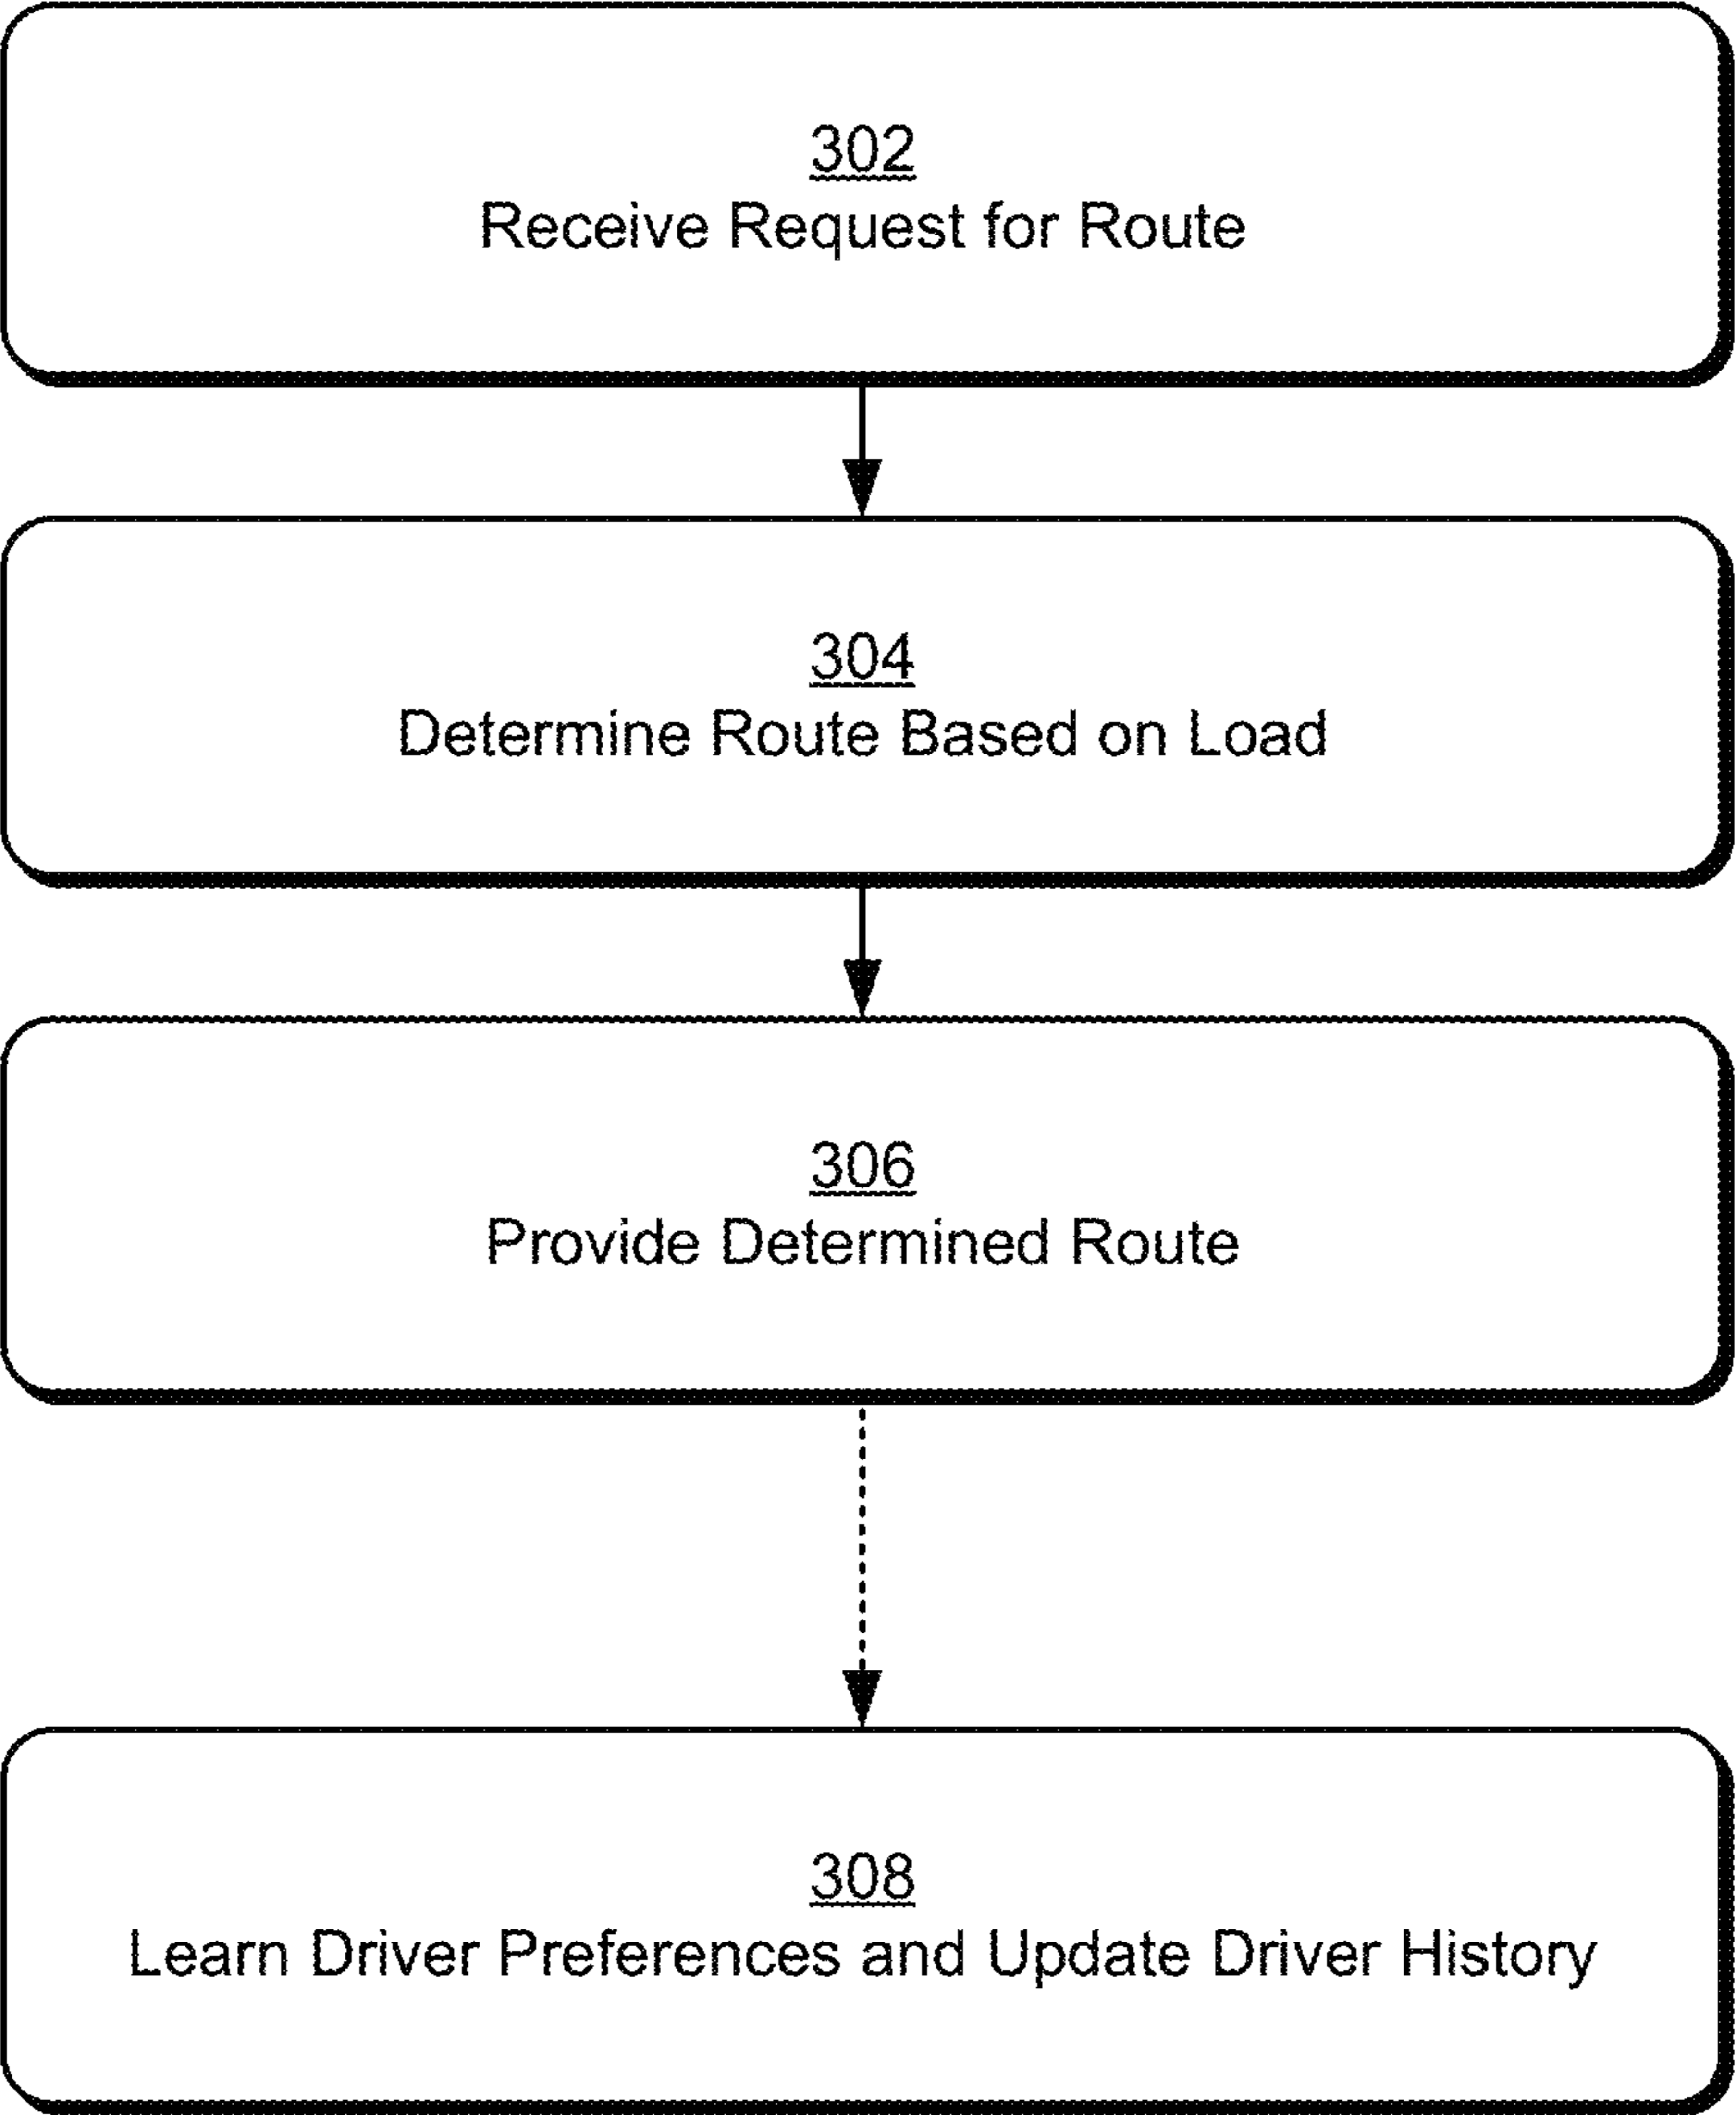 302
Receive Request for Route
304
Determine Route Based on Load
306
Provide Determined Route
308
Learn Driver Preferences and Update Driver History